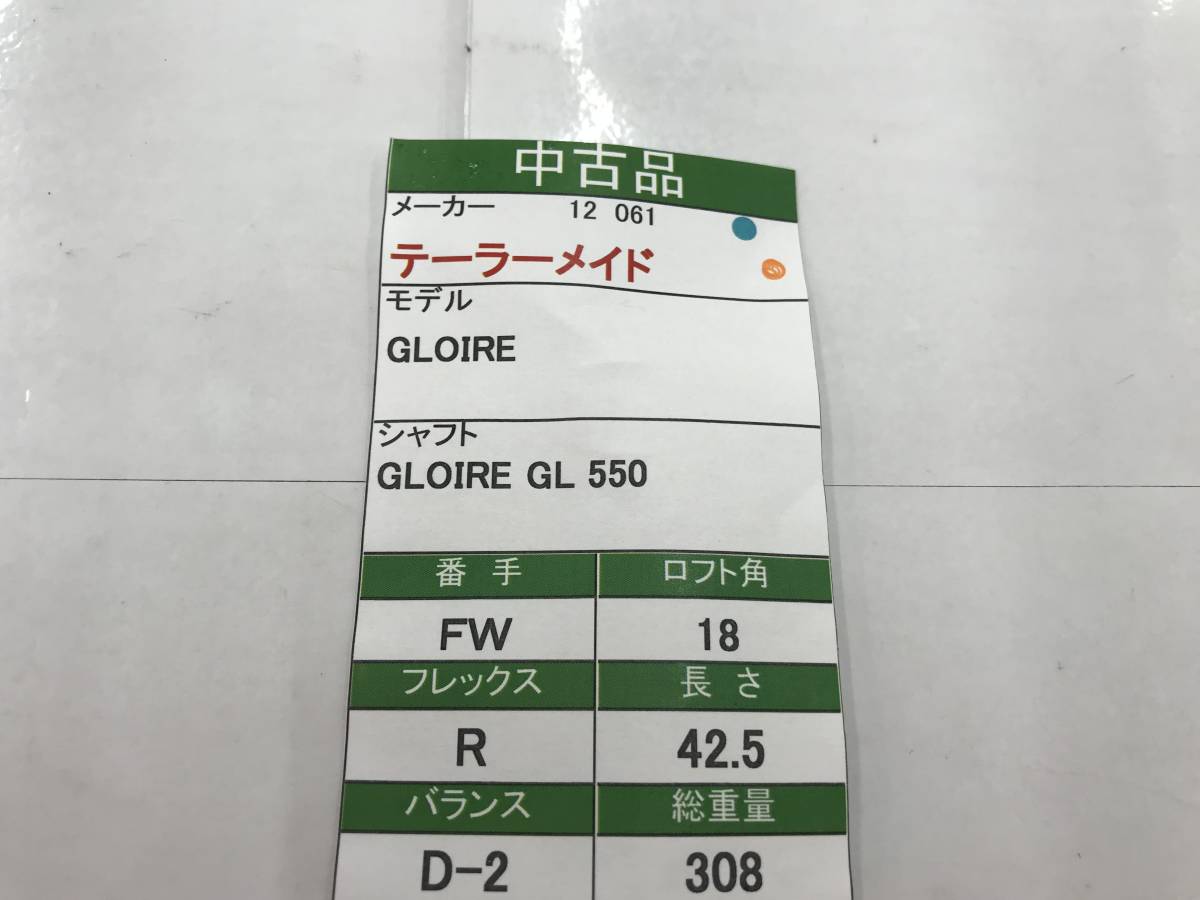 中古品
メーカー 12 061
テーラーメイド
モデル
GLOIRE
シャフト
GLOIRE GL 550
番手 ロフト角
FW 18
フレックス 長さ
R 42.5
バランス 総重量
D-2 308